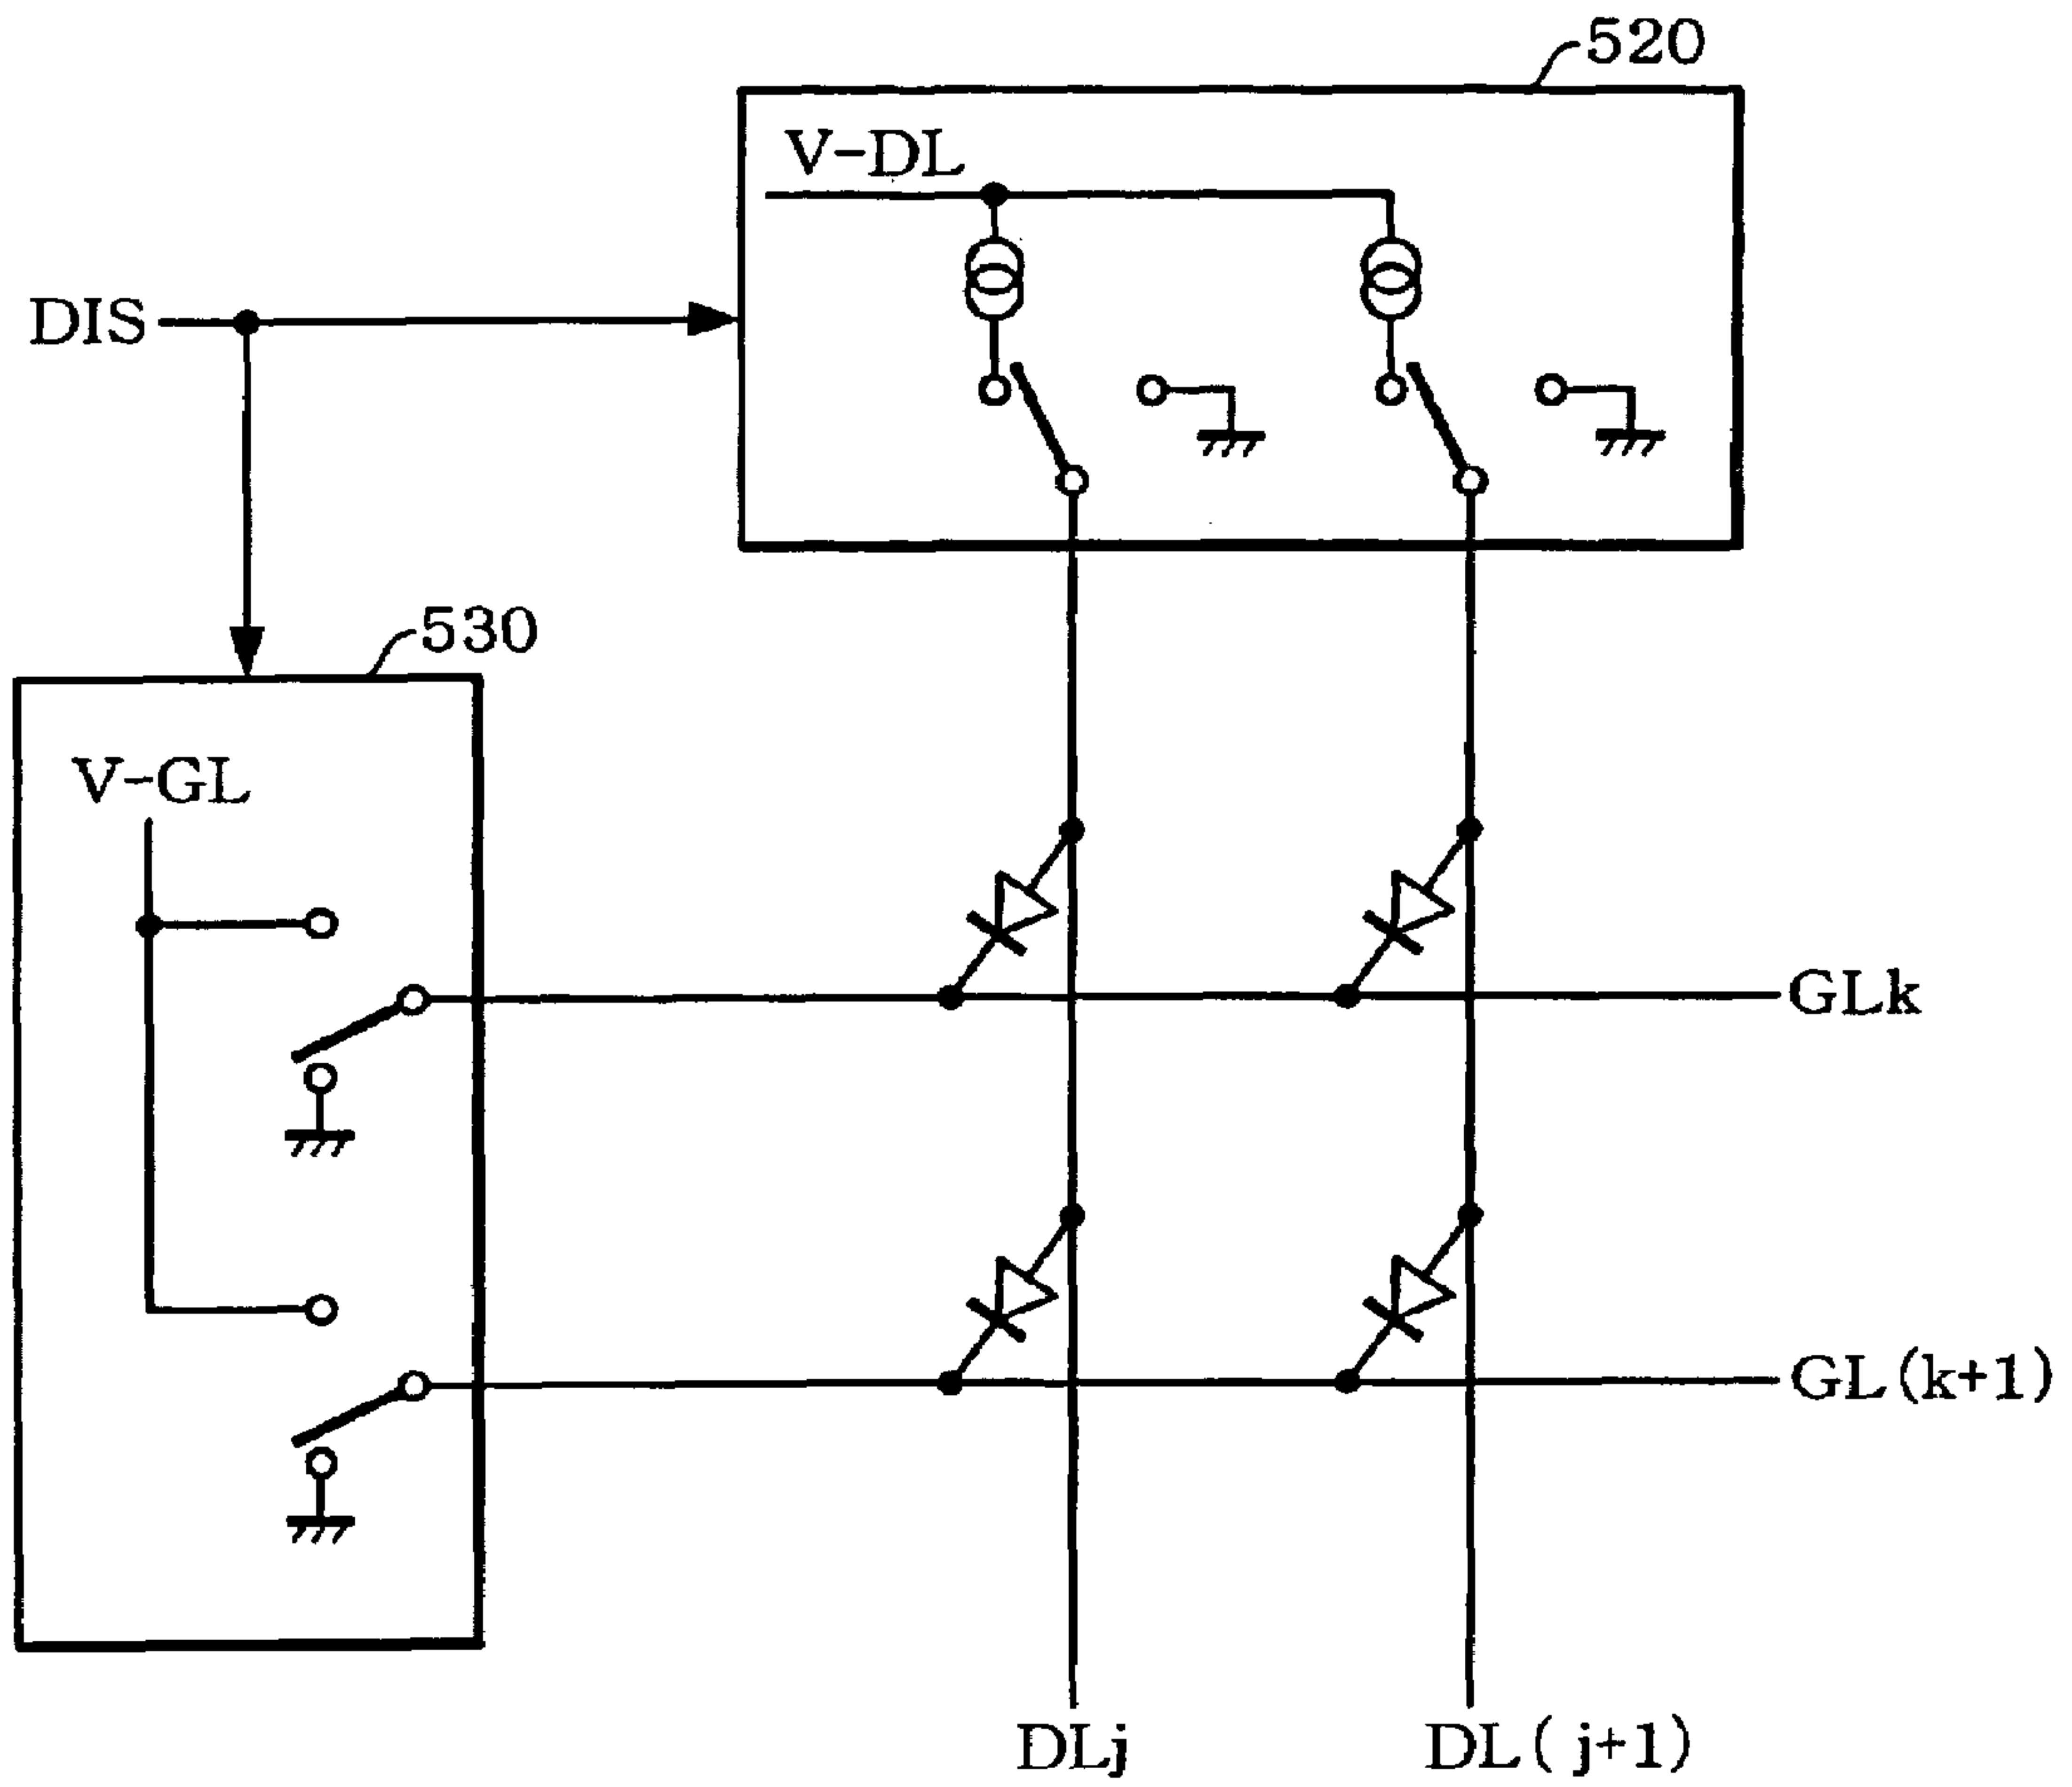 520
V-DL
DIS
530
V-GL
GLk
GL(k+1)
DLj
DL( j+1)